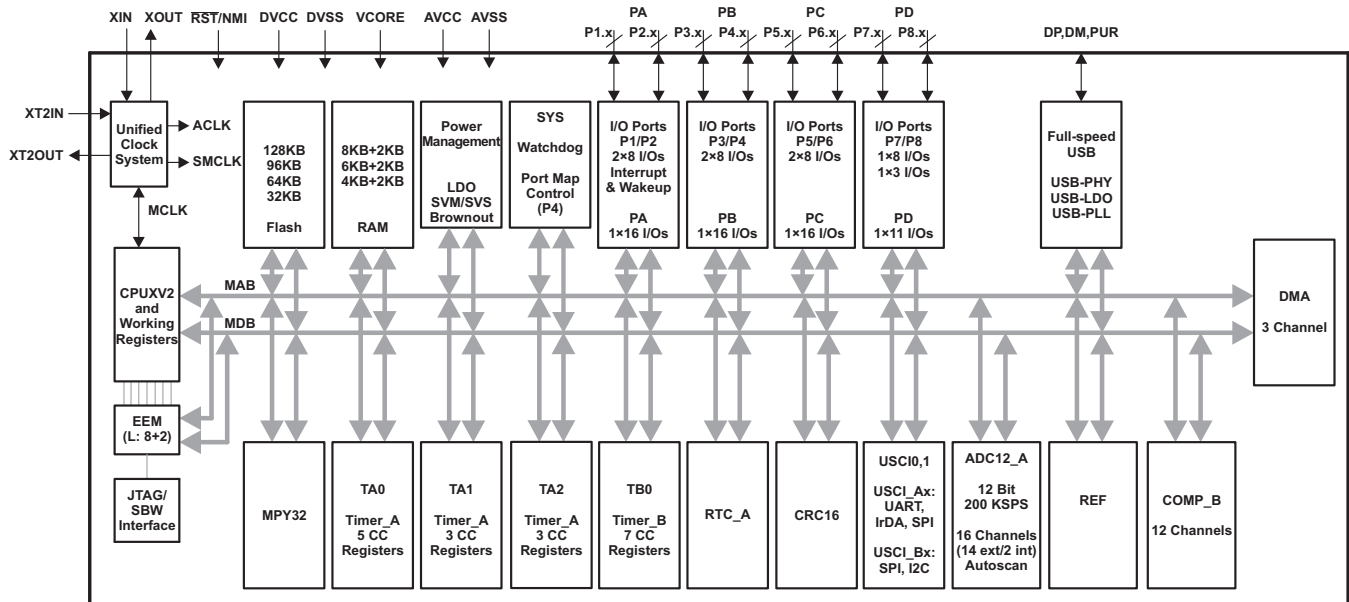 XIN
XOUT
RST/NMI
DVCC
DVSS
VCORE
AVCC
AVSS
PA
P1.x
P2.x
PB
P3.x
P4.x
PC
P5.x
P6.x
PD
P7.x
P8.x
DP,DM,PUR
XT2IN
XT2OUT
Unified
Clock
System
ACLK
SMCLK
MCLK
128KB
96KB
64KB
32KB
Flash
8KB+2KB
6KB+2KB
4KB+2KB
RAM
Power
Management
LDO
SVM/SVS
Brownout
SYS
Watchdog
Port Map
Control
(P4)
I/O Ports
P1/P2
2×8 I/Os
Interrupt
& Wakeup
PA
1×16 I/Os
I/O Ports
P3/P4
2×8 I/Os
PB
1×16 I/Os
I/O Ports
P5/P6
2×8 I/Os
PC
1×16 I/Os
I/O Ports
P7/P8
1×8 I/Os
1×3 I/Os
PD
1×11 I/Os
Full-speed
USB
USB-PHY
USB-LDO
USB-PLL
CPUXV2
and
Working
Registers
MAB
MDB
DMA
3 Channel
EEM
(L: 8+2)
JTAG/
SBW
Interface
MPY32
TA0
Timer_A
5 CC
Registers
TA1
Timer_A
3 CC
Registers
TA2
Timer_A
3 CC
Registers
TB0
Timer_B
7 CC
Registers
RTC_A
CRC16
USCI0,1
USCI_Ax:
UART,
IrDA, SPI
USCI_Bx:
SPI, I2C
ADC12_A
12 Bit
200 KSPS
16 Channels
(14 ext/2 int)
Autoscan
REF
COMP_B
12 Channels